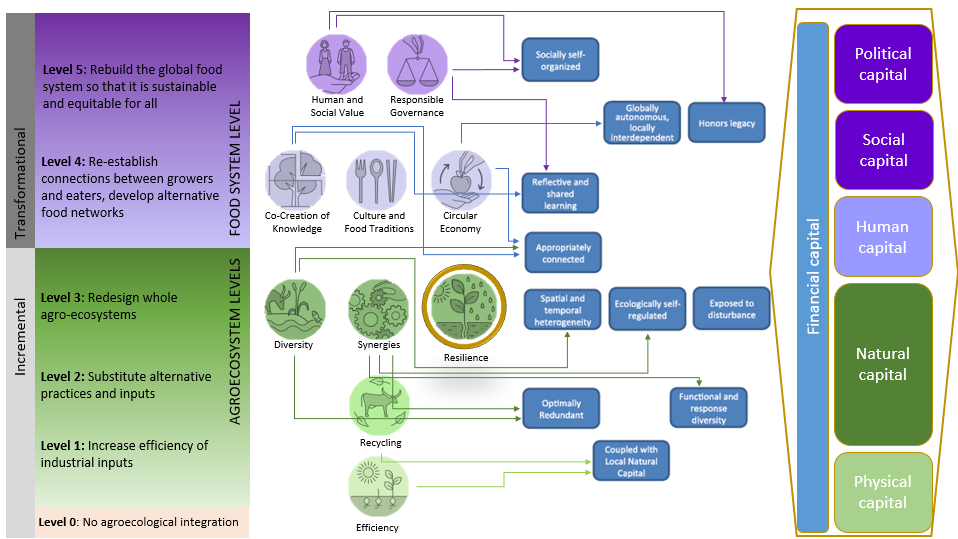 Transformational
Incremental
Level 5: Rebuild the global food
system so that it is sustainable
and equitable for all
Level 4: Re-establish
connections between growers
and eaters, develop alternative
food networks
FOOD SYSTEM LEVEL
Level 3: Redesign whole
agro-ecosystems
Level 2: Substitute alternative
practices and inputs
Level 1: Increase efficiency of
industrial inputs
AGROECOSYSTEM LEVELS
Level 0: No agroecological integration
Human and
Social Value
Responsible
Governance
Co-Creation of
Knowledge
Culture and
Food Traditions
Circular
Economy
Diversity
Synergies
Resilience
Recycling
Efficiency
Socially self-
organized
Globally
autonomous,
locally
interdependent
Honors legacy
Reflective and
shared
learning
Appropriately
connected
Spatial and
temporal
heterogeneity
Ecologically self-
regulated
Exposed to
disturbance
Optimally
Redundant
Functional and
response
diversity
Coupled with
Local Natural
Capital
Financial capital
Political
capital
Social
capital
Human
capital
Natural
capital
Physical
capital